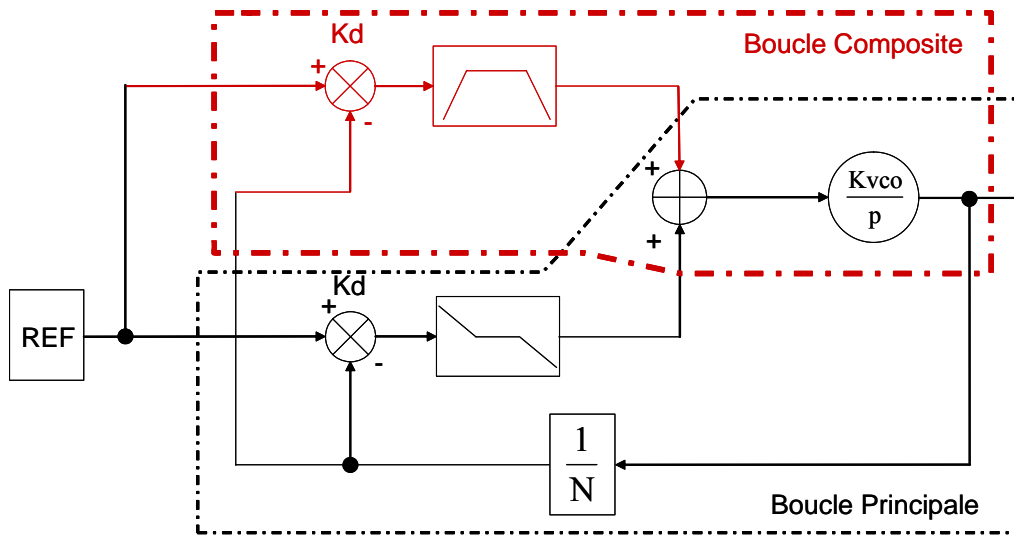 Kd
Boucle Composite
+
-
+
Kvco
p
+
Kd
+
REF
-
1
N
Boucle Principale